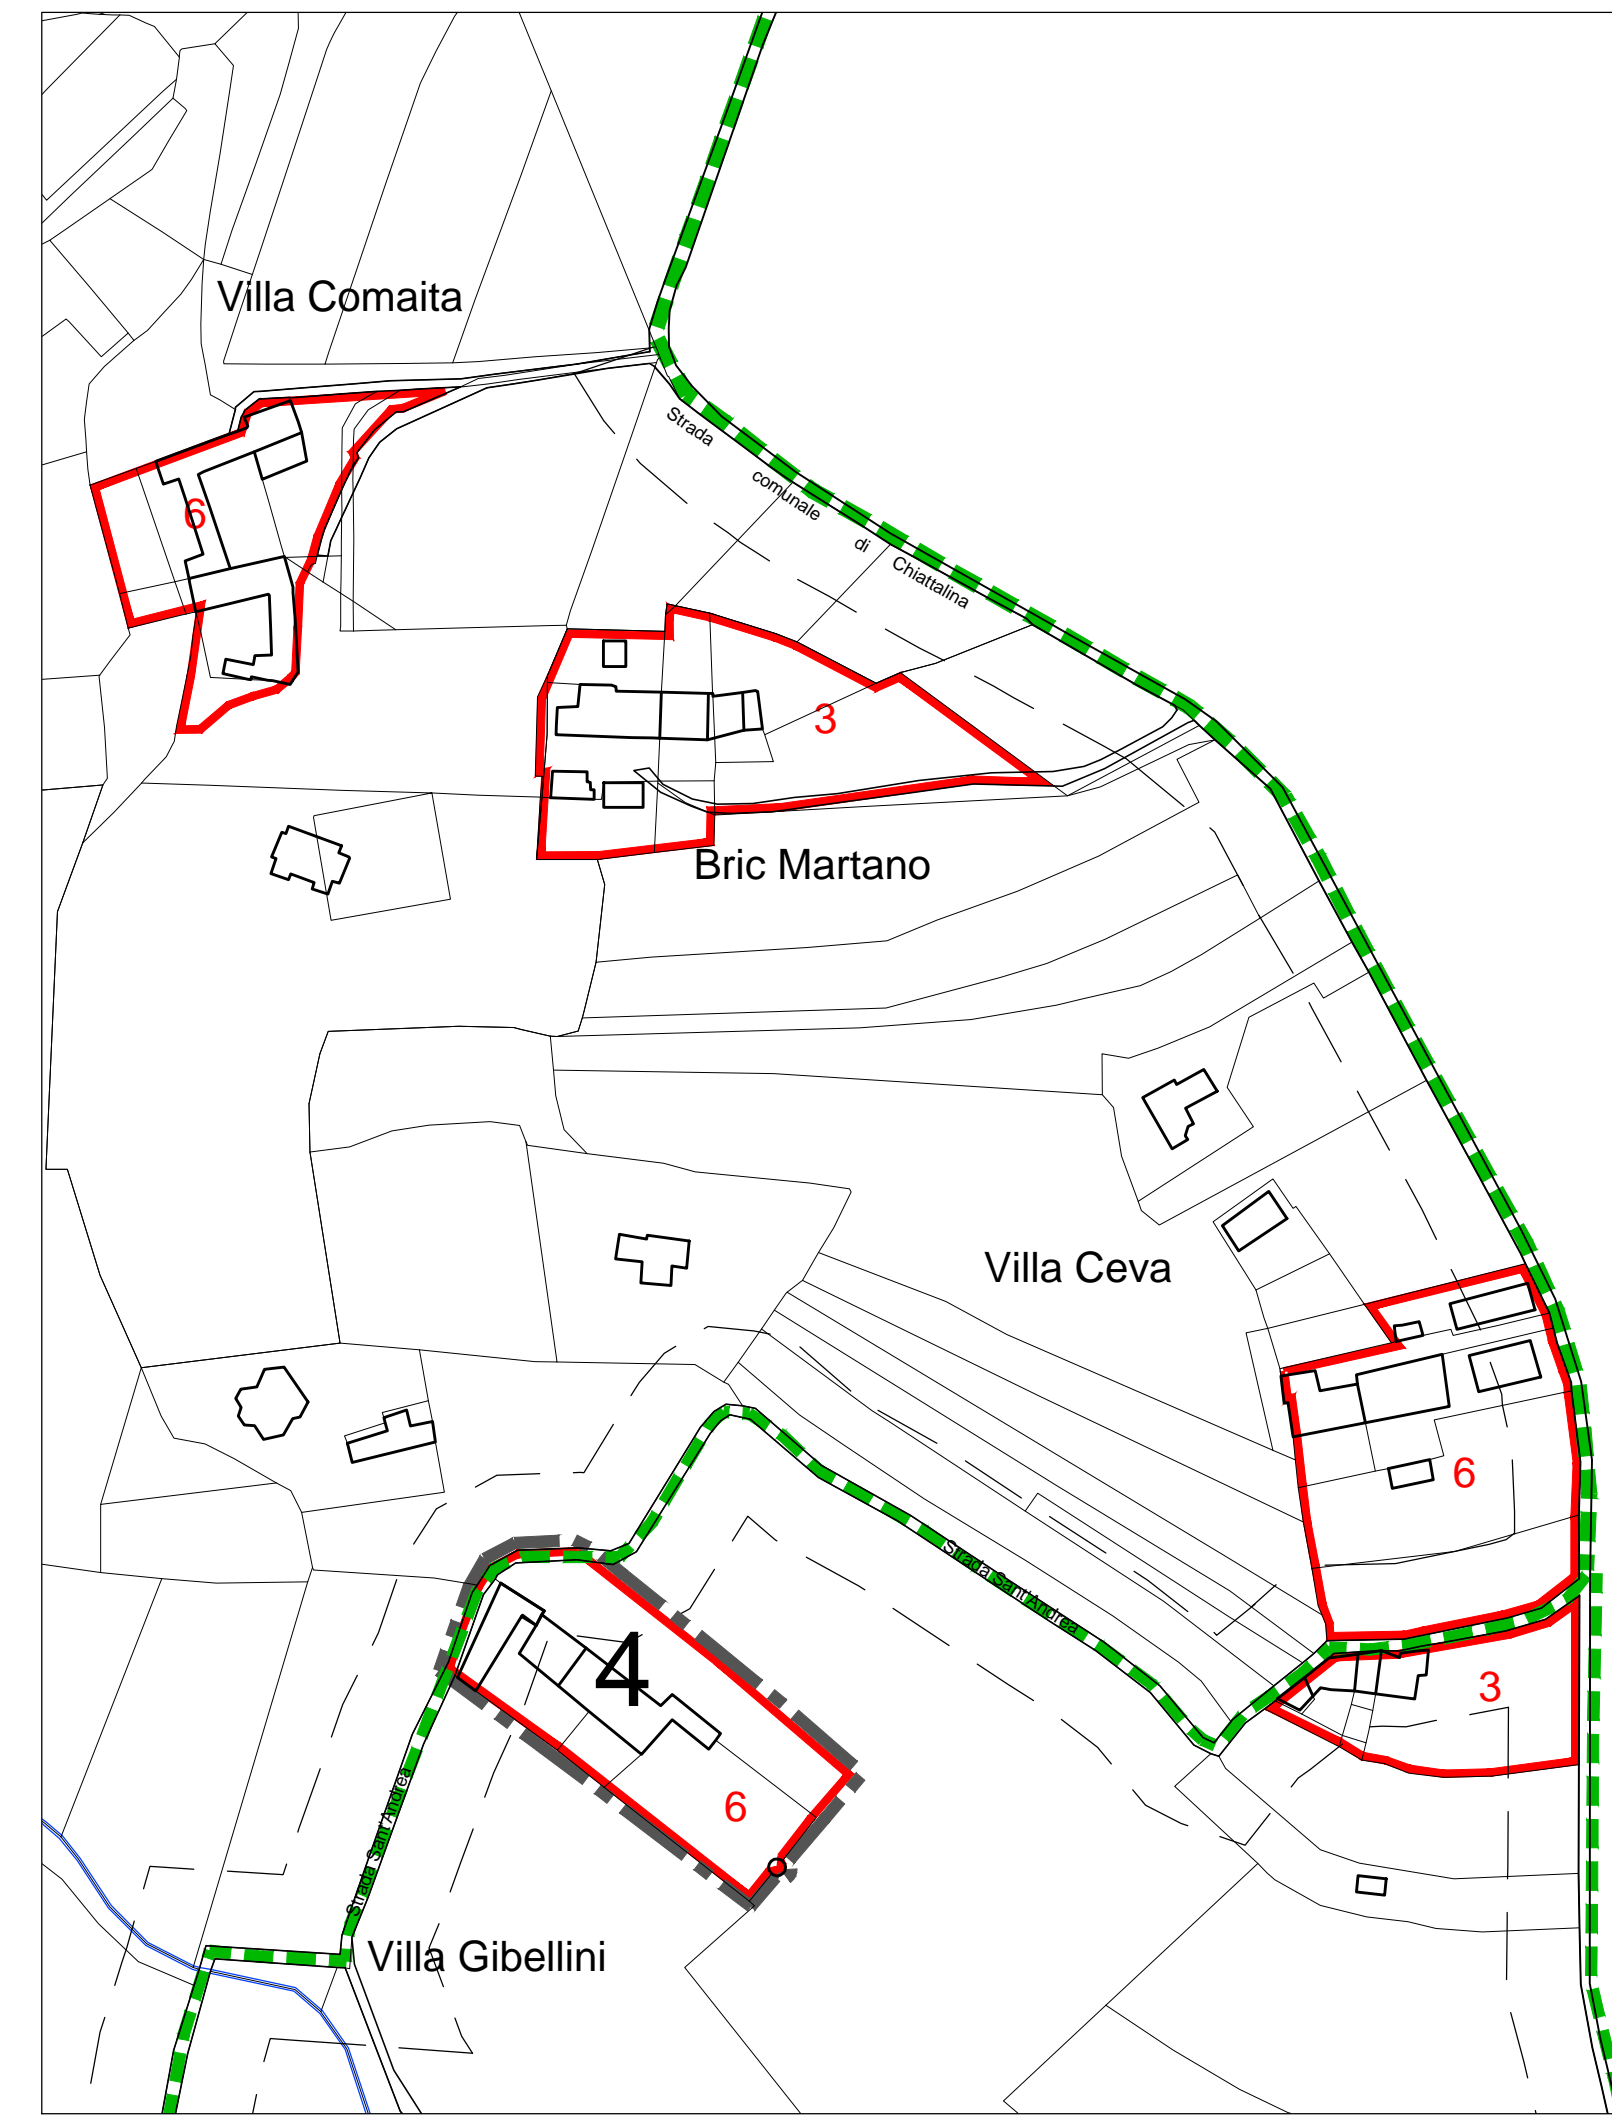 Villa Comaita
Strada comunale di Chiattalina
6
3
Bric Martano
Villa Ceva
6
Strada Sant'Andrea
4
3
6
Strada Sant'Andrea
Villa Gibellini